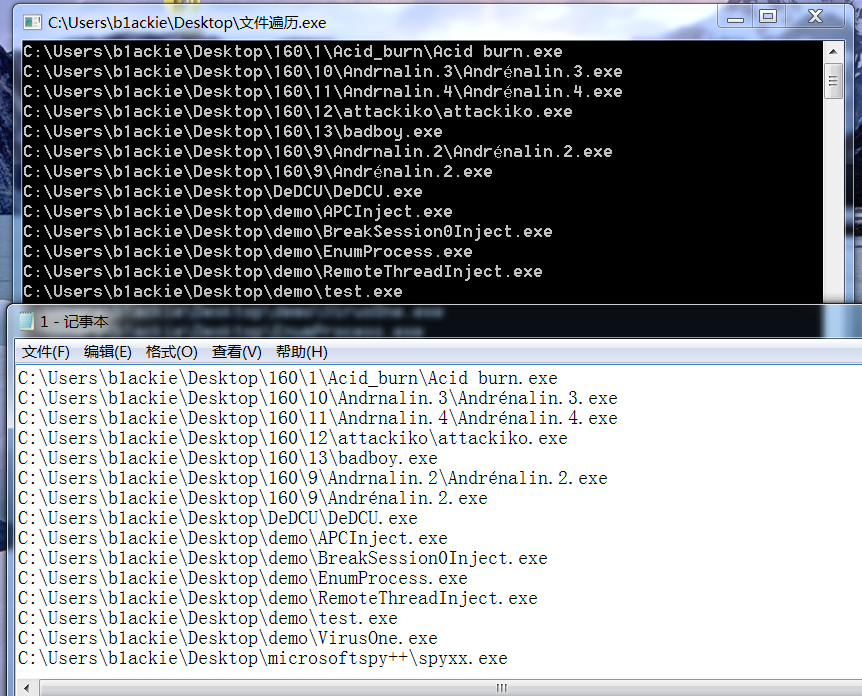 C:\Users\b1ackie\Desktop\文件遍历.exe
C:\Users\b1ackie\Desktop\160\1\Acid_burn\Acid burn.exe
C:\Users\b1ackie\Desktop\160\10\Andrnalin.3\Andrénalin.3.exe
C:\Users\b1ackie\Desktop\160\11\Andrnalin.4\Andrénalin.4.exe
C:\Users\b1ackie\Desktop\160\12\attackiko\attackiko.exe
C:\Users\b1ackie\Desktop\160\13\badboy.exe
C:\Users\b1ackie\Desktop\160\9\Andrnalin.2\Andrénalin.2.exe
C:\Users\b1ackie\Desktop\160\9\Andrénalin.2.exe
C:\Users\b1ackie\Desktop\DeDCU\DeDCU.exe
C:\Users\b1ackie\Desktop\demo\APCInject.exe
C:\Users\b1ackie\Desktop\demo\BreakSession0Inject.exe
C:\Users\b1ackie\Desktop\demo\EnumProcess.exe
C:\Users\b1ackie\Desktop\demo\RemoteThreadInject.exe
C:\Users\b1ackie\Desktop\demo\test.exe
1 - 记事本
文件(F) 编辑(E) 格式(O) 查看(V) 帮助(H)
C:\Users\b1ackie\Desktop\160\1\Acid_burn\Acid burn.exe
C:\Users\b1ackie\Desktop\160\10\Andrnalin.3\Andrénalin.3.exe
C:\Users\b1ackie\Desktop\160\11\Andrnalin.4\Andrénalin.4.exe
C:\Users\b1ackie\Desktop\160\12\attackiko\attackiko.exe
C:\Users\b1ackie\Desktop\160\13\badboy.exe
C:\Users\b1ackie\Desktop\160\9\Andrnalin.2\Andrénalin.2.exe
C:\Users\b1ackie\Desktop\160\9\Andrénalin.2.exe
C:\Users\b1ackie\Desktop\DeDCU\DeDCU.exe
C:\Users\b1ackie\Desktop\demo\APCInject.exe
C:\Users\b1ackie\Desktop\demo\BreakSession0Inject.exe
C:\Users\b1ackie\Desktop\demo\EnumProcess.exe
C:\Users\b1ackie\Desktop\demo\RemoteThreadInject.exe
C:\Users\b1ackie\Desktop\demo\test.exe
C:\Users\b1ackie\Desktop\demo\VirusOne.exe
C:\Users\b1ackie\Desktop\microsoftspy++\spyxx.exe